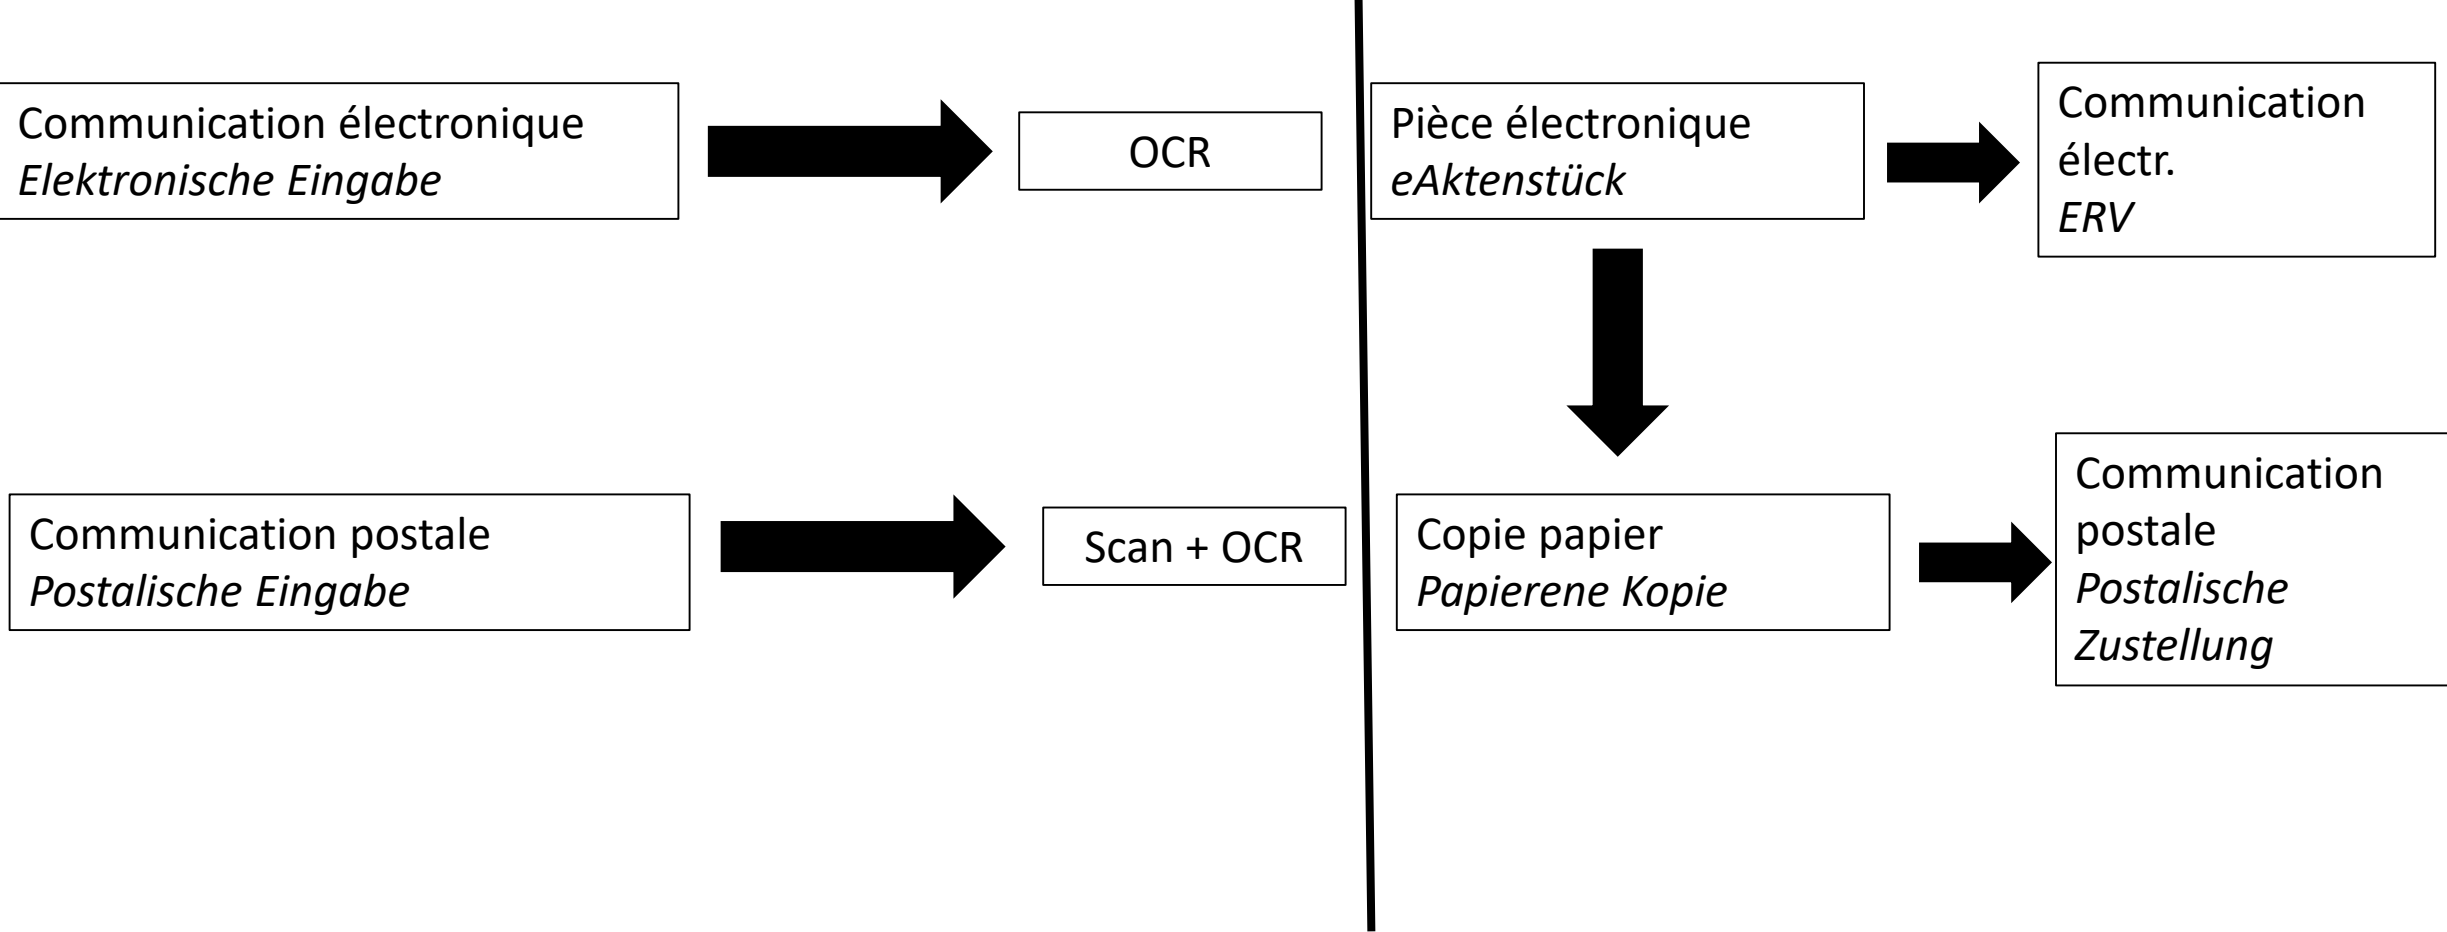 Communication électronique
Elektronische Eingabe
OCR
Communication postale
Postalische Eingabe
Scan + OCR
Pièce électronique
eAktenstück
Communication
électr.
ERV
Copie papier
Papierene Kopie
Communication
postale
Postalische
Zustellung